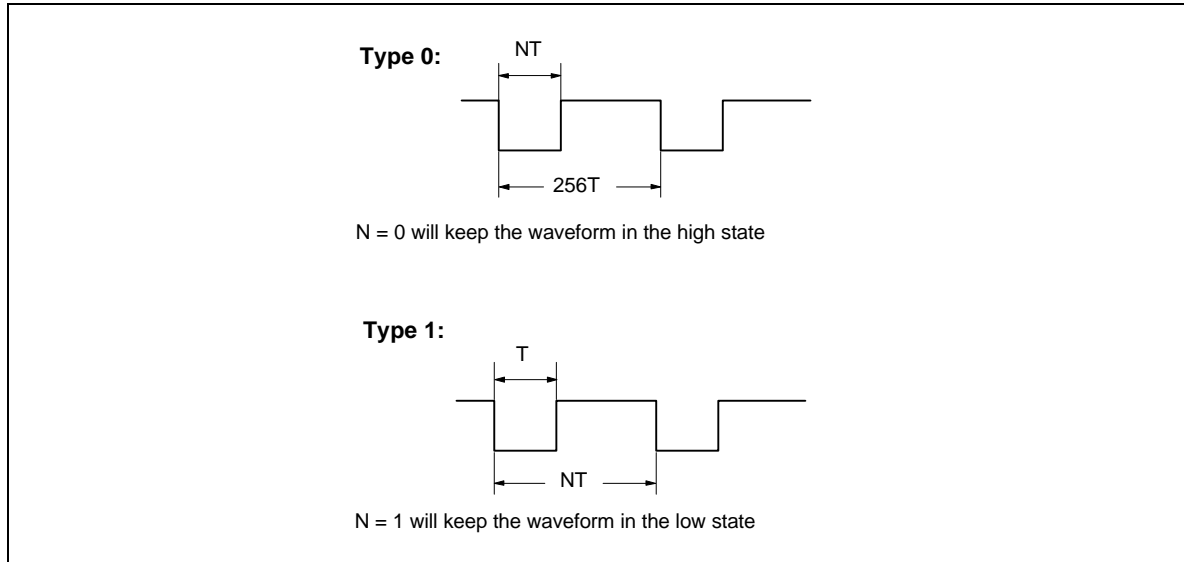 Type 0:
NT
256T
N = 0 will keep the waveform in the high state
Type 1:
T
NT
N = 1 will keep the waveform in the low state